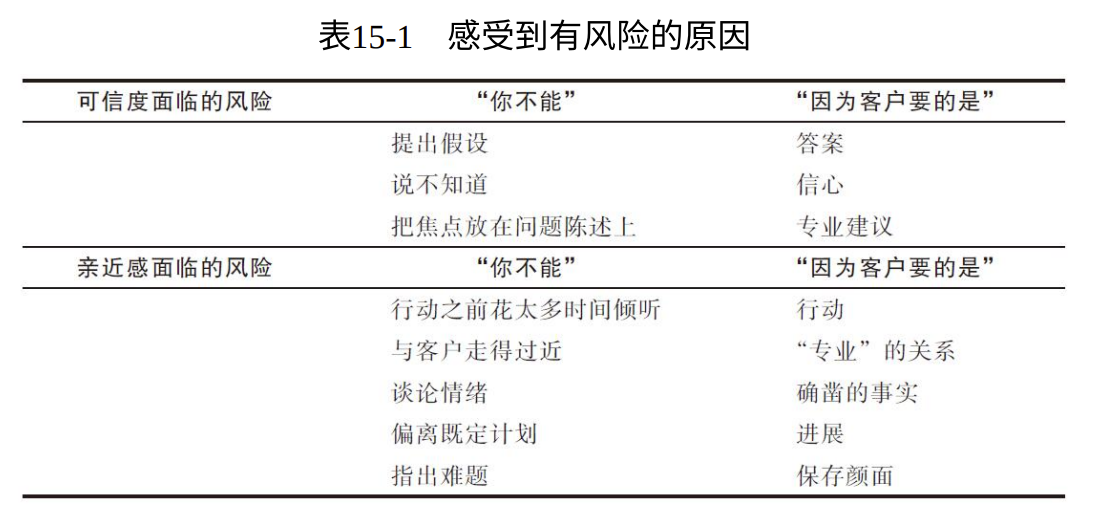 表15-1 感受到有风险的原因
可信度面临的风险 “你不能” “因为客户要的是”
提出假设 答案
说不知道 信心
把焦点放在问题陈述上 专业建议
亲近感面临的风险 “你不能” “因为客户要的是”
行动之前花太多时间倾听 行动
与客户走得过近 “专业”的关系
谈论情绪 确凿的事实
偏离既定计划 进展
指出难题 保存颜面